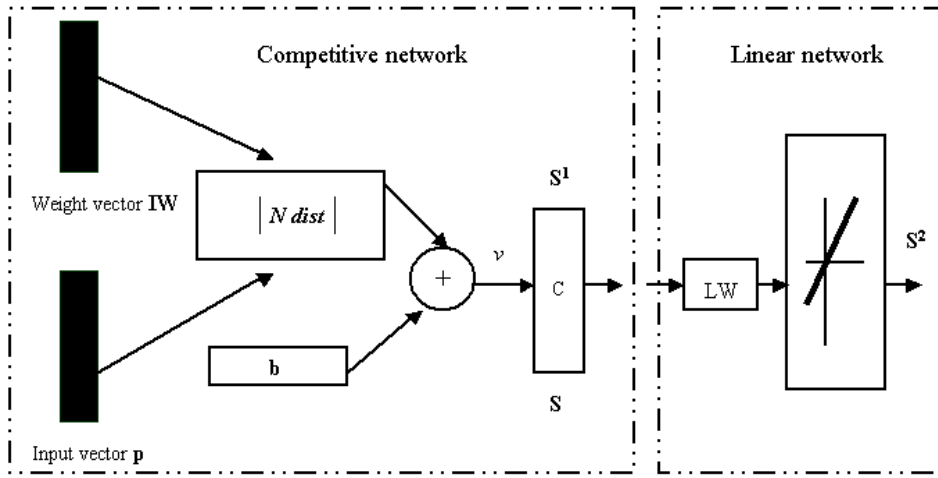 Competitive network
Linear network
Weight vector IW
| N dist |
S¹
S²
v
+
C
LW
b
S
Input vector p